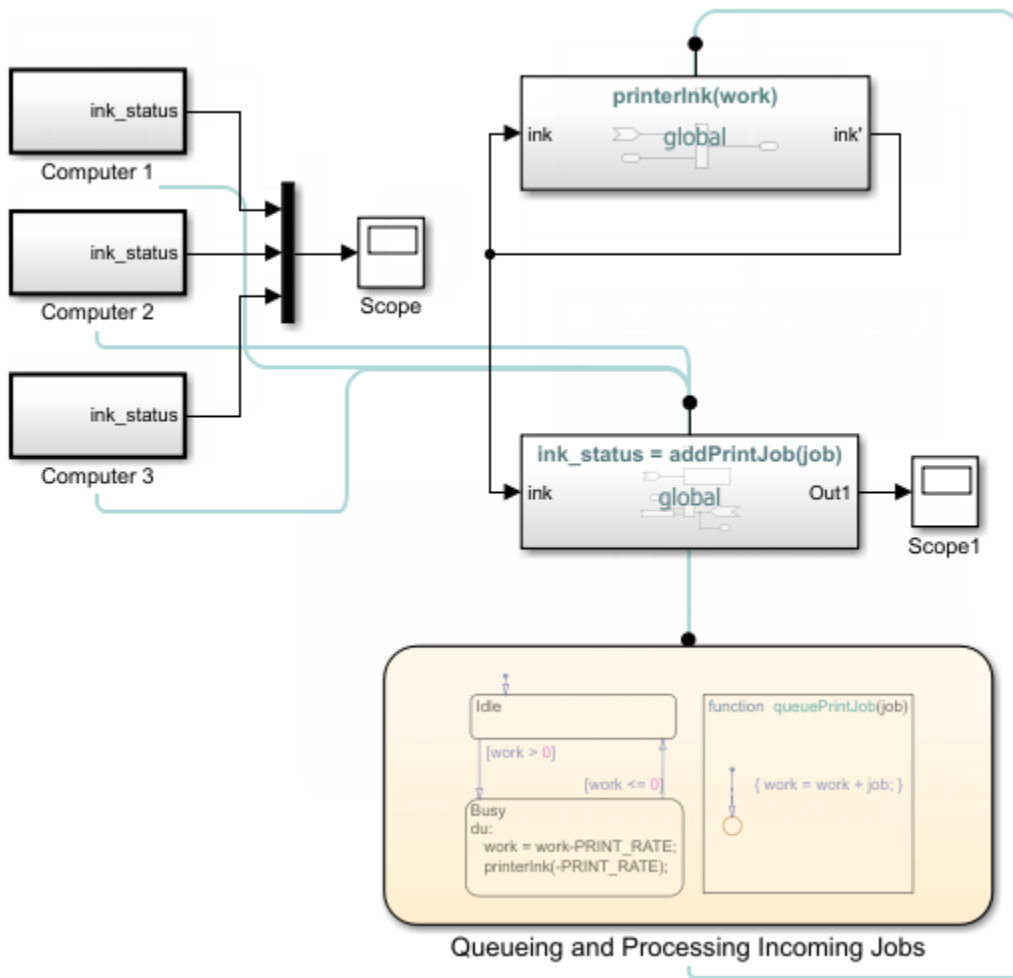 ink_status
Computer 1
ink_status
Computer 2
ink_status
Computer 3
Scope
printerInk(work)
ink
global
ink'
ink_status = addPrintJob(job)
ink
global
Out1
Scope1
Idle
[work > 0]
[work <= 0]
Busy
du:
work = work-PRINT_RATE;
printerInk(-PRINT_RATE);
function queuePrintJob(job)
{ work = work + job; }
Queueing and Processing Incoming Jobs